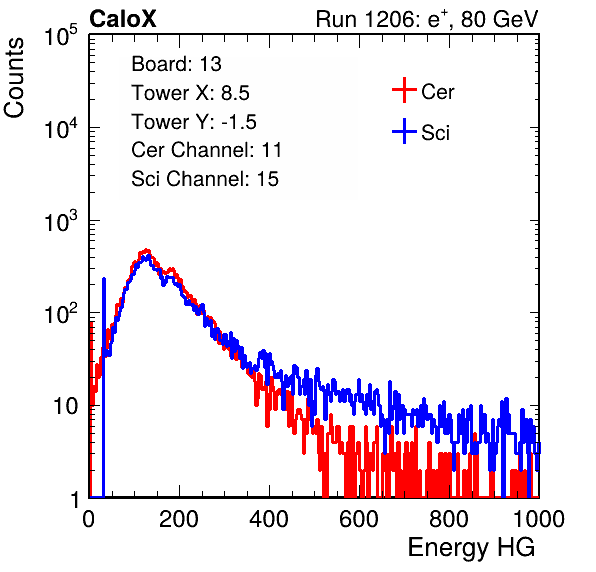 CaloX Run 1206: e⁺, 80 GeV
Counts
10⁵
10⁴
10³
10²
10
1
Board: 13
Tower X: 8.5
Tower Y: -1.5
Cer Channel: 11
Sci Channel: 15
Cer
Sci
0 200 400 600 800 1000
Energy HG